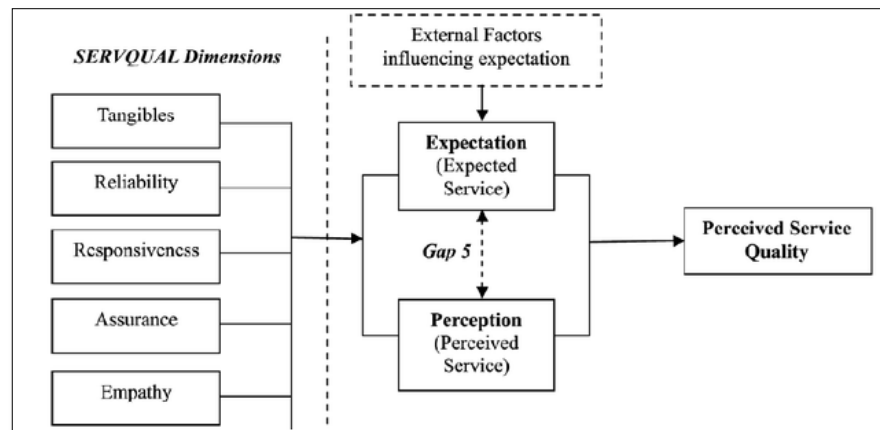 SERVQUAL Dimensions
Tangibles
Reliability
Responsiveness
Assurance
Empathy
External Factors
influencing expectation
Expectation
(Expected
Service)
Gap 5
Perception
(Perceived
Service)
Perceived Service
Quality